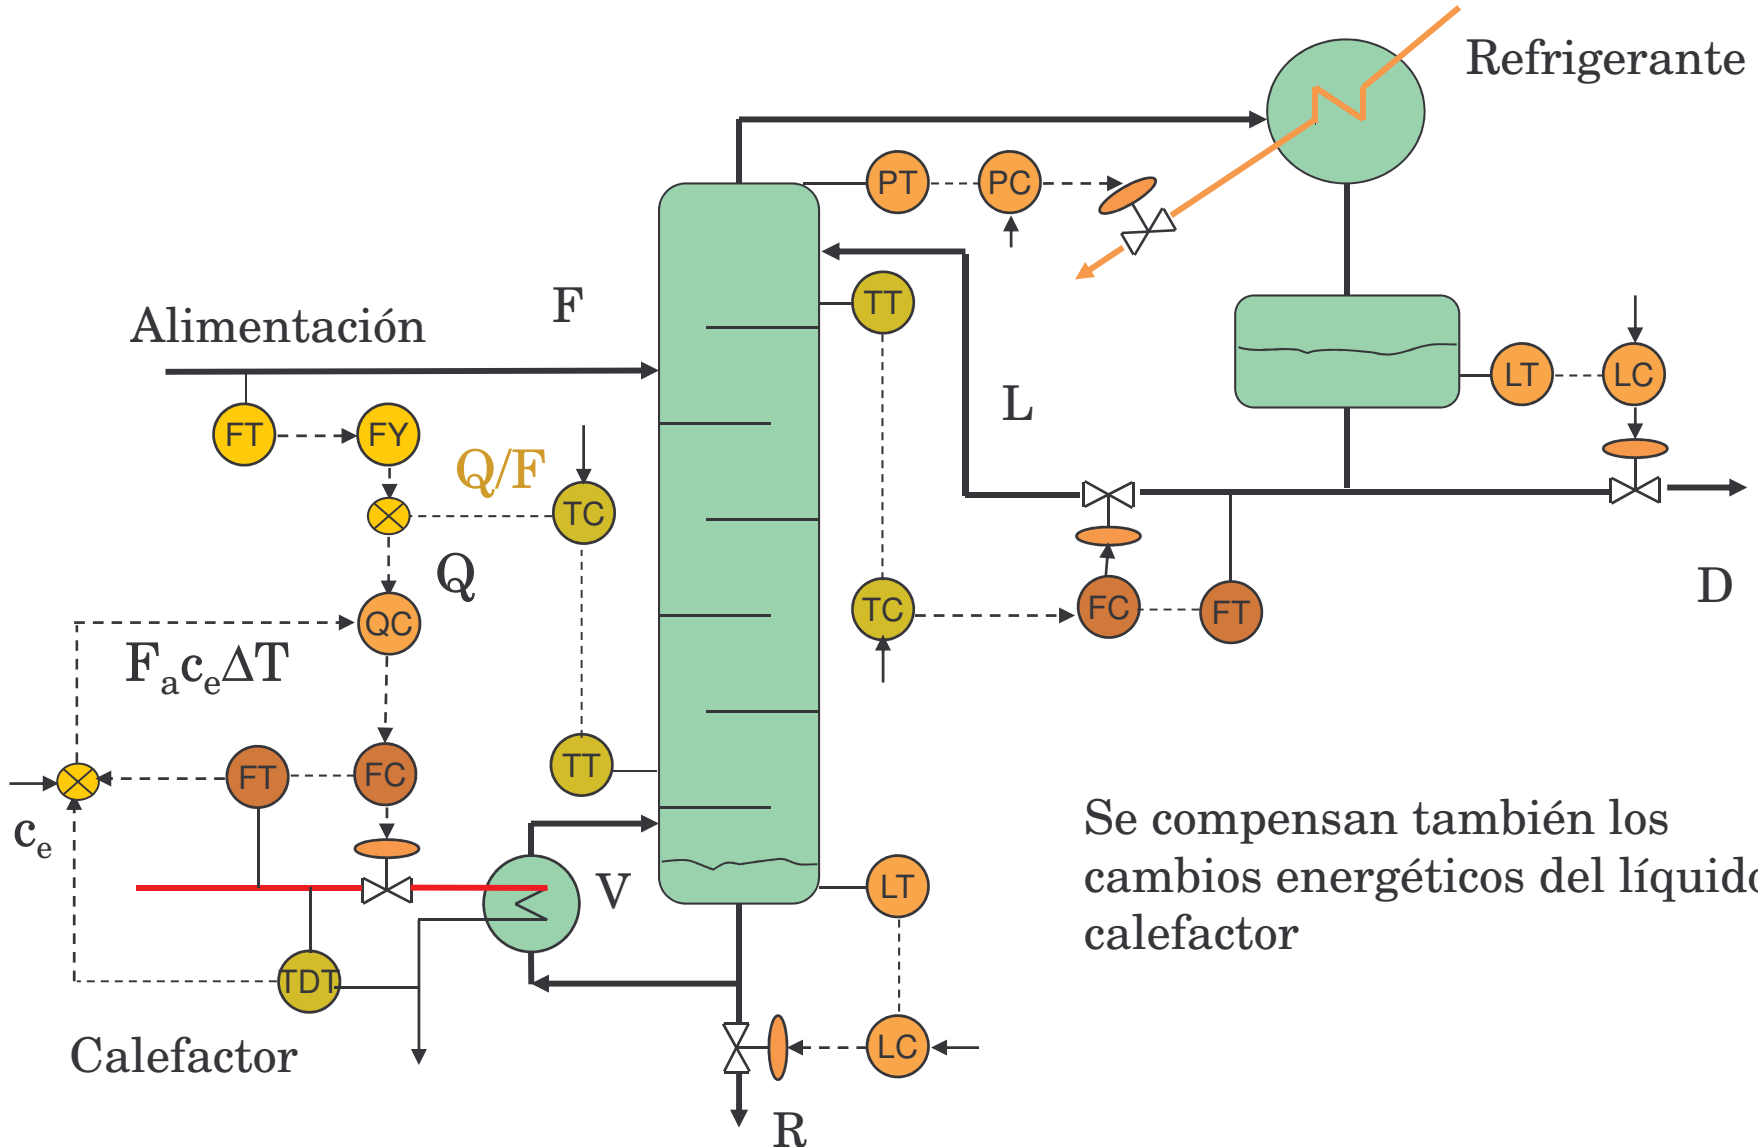 Refrigerante
PT
PC
F
TT
Alimentación
L
LT
LC
FT
FY
Q/F
TC
Q
D
QC
TC
FC
FT
FₐcₑΔT
FT
FC
TT
cₑ
Se compensan también los
V
LT
cambios energéticos del líquido
calefactor
TDT
Calefactor
LC
R